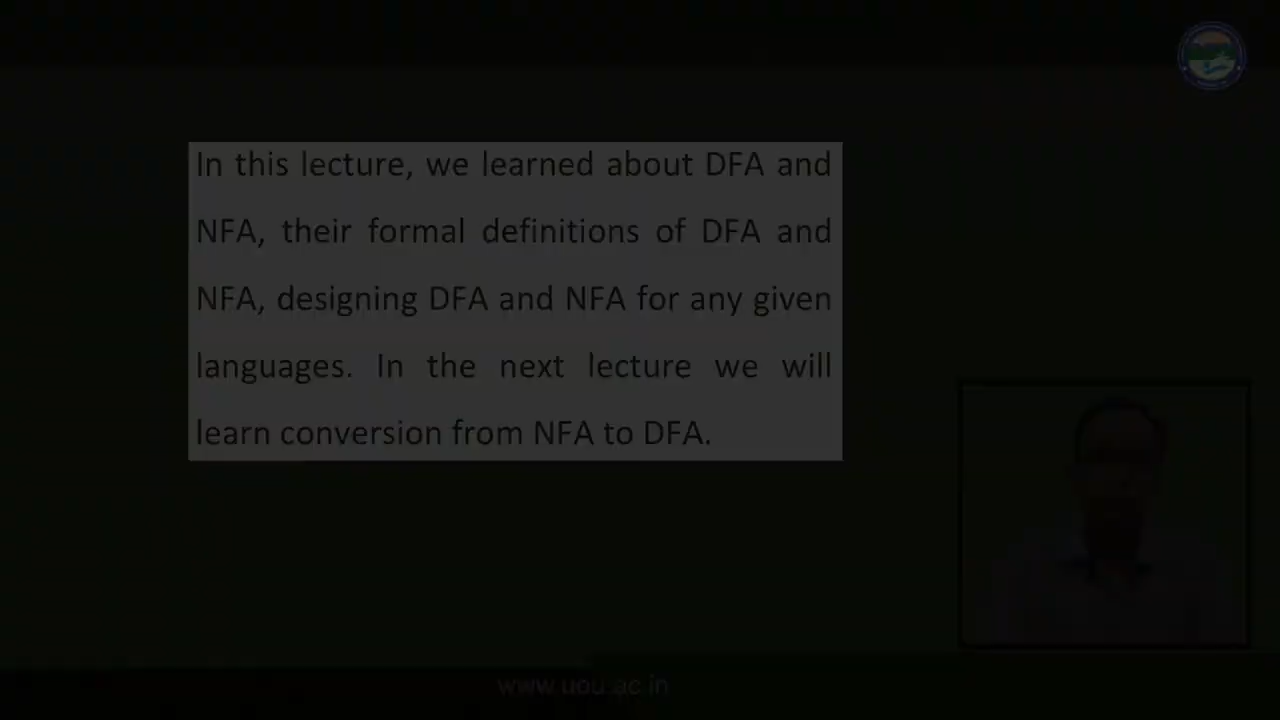 In this lecture, we learned about DFA and
NFA, their formal definitions of DFA and
NFA, designing DFA and NFA for any given
languages. In the next lecture we will
learn conversion from NFA to DFA.
www.uou.ac.in